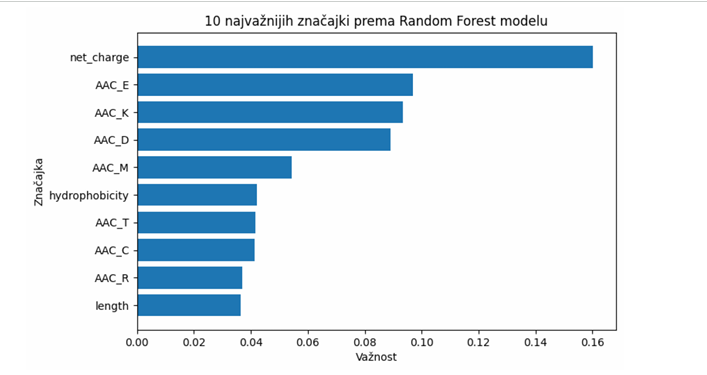 10 najvažnijih značajki prema Random Forest modelu
net_charge
AAC_E
AAC_K
AAC_D
AAC_M
hydrophobicity
AAC_T
AAC_C
AAC_R
length
Značajka
0.00 0.02 0.04 0.06 0.08 0.10 0.12 0.14 0.16
Važnost